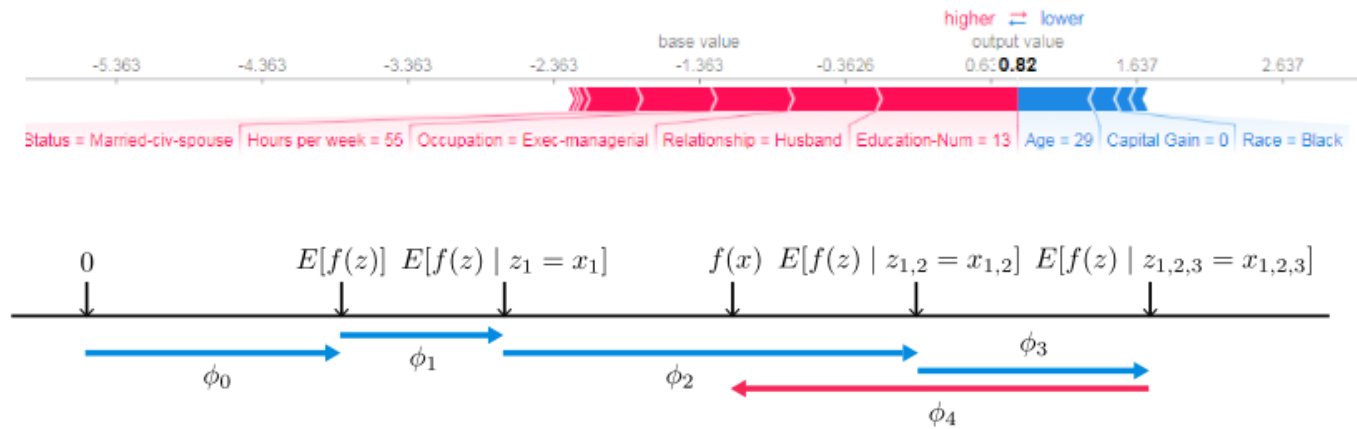 higher ⇄ lower
base value output value
-5.363 -4.363 -3.363 -2.363 -1.363 -0.3626 0.63 0.82 1.637 2.637
Status = Married-civ-spouse Hours per week = 55 Occupation = Exec-managerial Relationship = Husband Education-Num = 13 Age = 29 Capital Gain = 0 Race = Black
0 E[f(z)] E[f(z) | z₁ = x₁] f(x) E[f(z) | z₁,₂ = x₁,₂] E[f(z) | z₁,₂,₃ = x₁,₂,₃]
ϕ₀ ϕ₁ ϕ₂ ϕ₃
ϕ₄